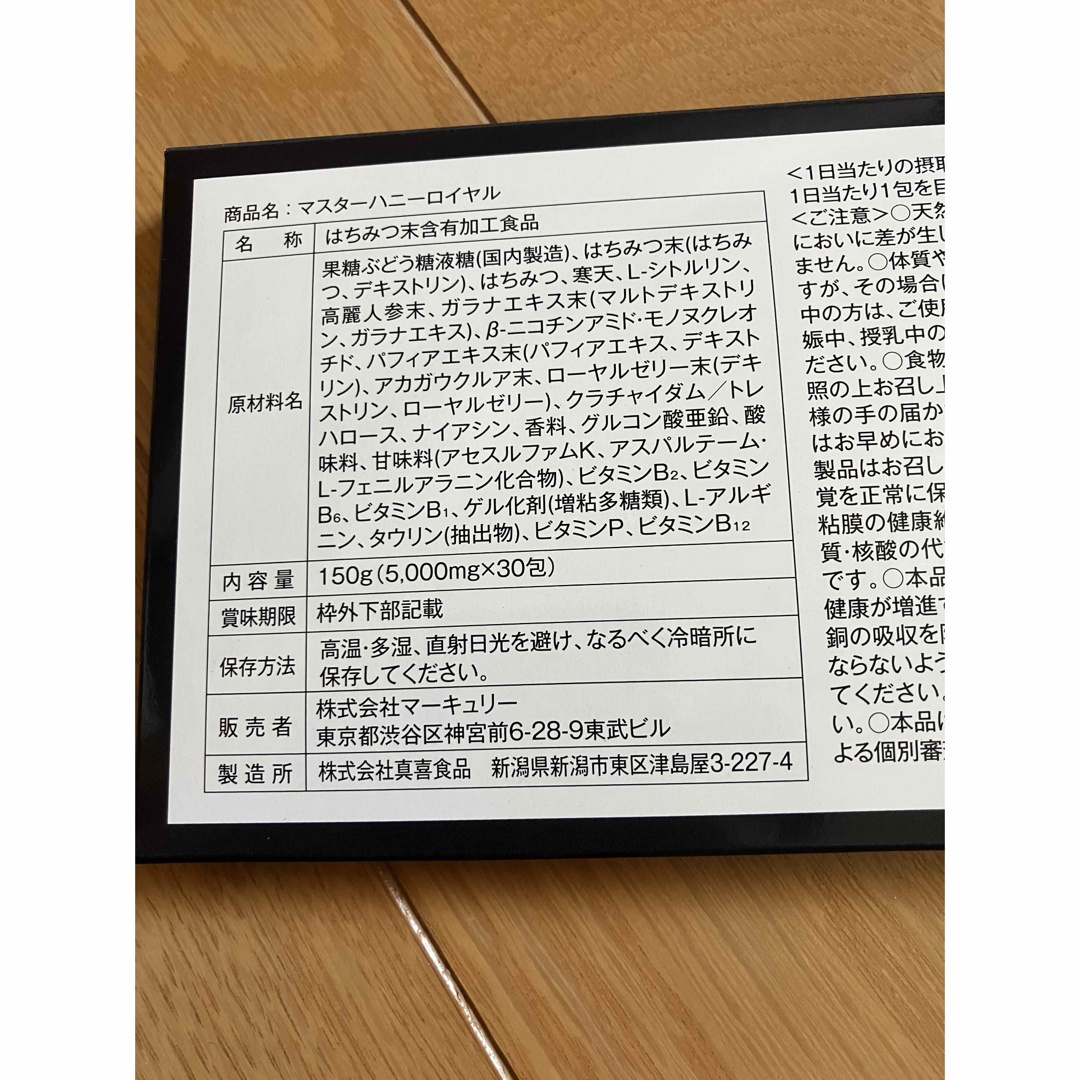 商品名：マスターハニーロイヤル
名 称 はちみつ末含有加工食品
原材料名
果糖ぶどう糖液糖(国内製造)、はちみつ末(はちみ
つ、デキストリン)、はちみつ、寒天、L-シトルリン、
高麗人参末、ガラナエキス末(マルトデキストリ
ン、ガラナエキス)、β-ニコチンアミド・モノヌクレオ
チド、パフィアエキス末(パフィアエキス、デキスト
リン)、アカガウクルア末、ローヤルゼリー末(デキ
ストリン、ローヤルゼリー)、クラチャイダム／トレ
ハロース、ナイアシン、香料、グルコン酸亜鉛、酸
味料、甘味料(アセスルファムK、アスパルテーム・
L-フェニルアラニン化合物)、ビタミンB2、ビタミン
B6、ビタミンB1、ゲル化剤(増粘多糖類)、L-アルギ
ニン、タウリン(抽出物)、ビタミンP、ビタミンB12
内容量 150g(5,000mg×30包)
賞味期限 枠外下部記載
保存方法 高温・多湿、直射日光を避け、なるべく冷暗所に
保存してください。
販売者 株式会社マーキュリー
東京都渋谷区神宮前6-28-9東武ビル
製造所 株式会社真喜食品 新潟県新潟市東区津島屋3-227-4
<1日当たりの摂取
1日当たり1包を目
<ご注意>○天然
において差が生じ
ません。○体質や
すが、その場合は
中の方は、ご使用
娠中、授乳中の
ださい。○食物
照の上お召し上
様の手の届か
はお早めにお
製品はお召し
覚を正常に保
粘膜の健康維
質・核酸の代
です。○本品
健康が増進
銅の吸収を
ならないよう
てください。
い。○本品は
よる個別審査